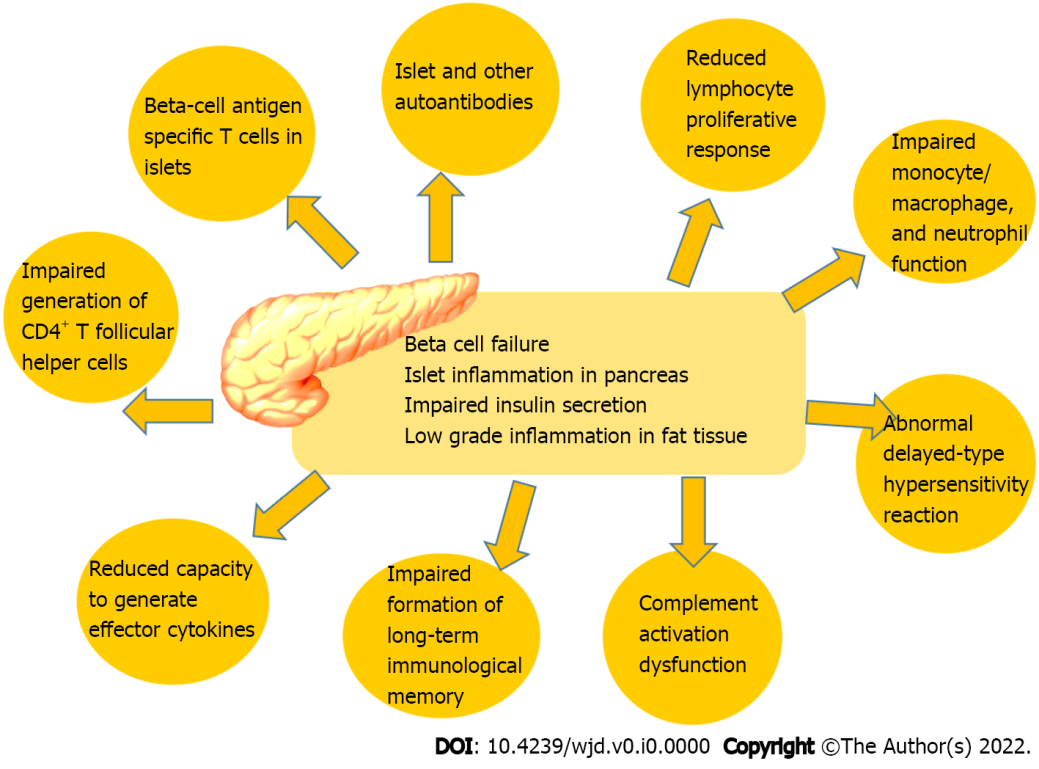 Beta-cell antigen
specific T cells in
islets
Islet and other
autoantibodies
Reduced
lymphocyte
proliferative
response
Impaired
monocyte/
macrophage,
and neutrophil
function
Impaired
generation of
CD4⁺ T follicular
helper cells
Beta cell failure
Islet inflammation in pancreas
Impaired insulin secretion
Low grade inflammation in fat tissue
Abnormal
delayed-type
hypersensitivity
reaction
Reduced capacity
to generate
effector cytokines
Impaired
formation of
long-term
immunological
memory
Complement
activation
dysfunction
DOI: 10.4239/wjd.v0.i0.0000 Copyright ©The Author(s) 2022.